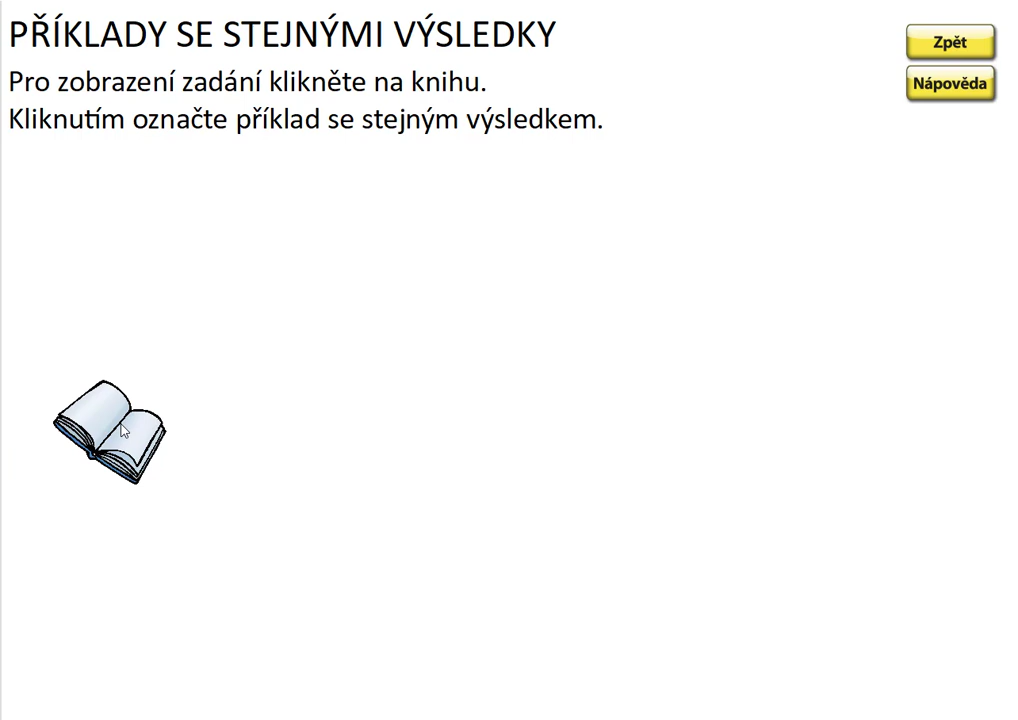 PŘÍKLADY SE STEJNÝMI VÝSLEDKY
Pro zobrazení zadání klikněte na knihu.
Kliknutím označte příklad se stejným výsledkem.
Zpět
Nápověda